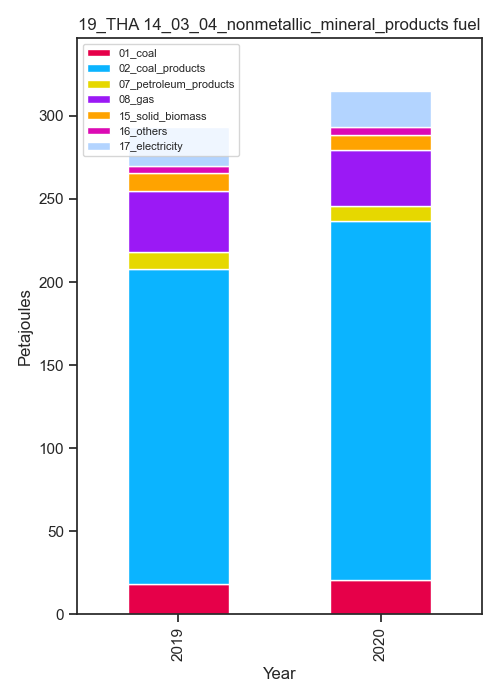 19_THA 14_03_04_nonmetallic_mineral_products fuel
01_coal
02_coal_products
07_petroleum_products
08_gas
15_solid_biomass
16_others
17_electricity
300
250
200
150
100
50
0
Petajoules
2019
2020
Year